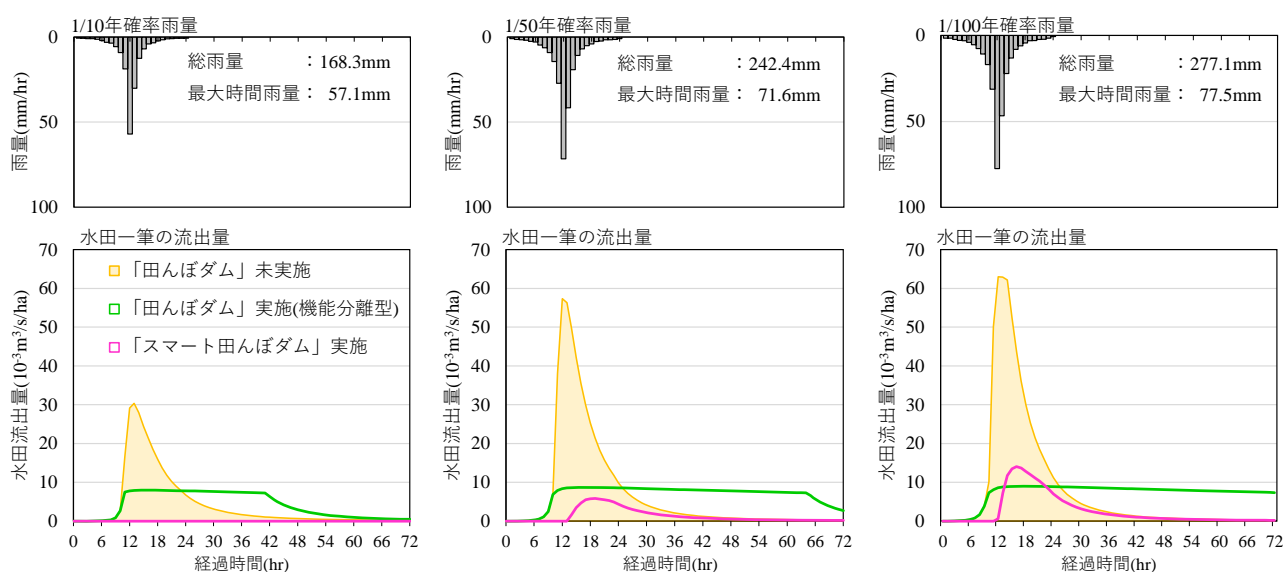 1/10年確率雨量
0
50
100
雨量(mm/hr)
総雨量 ：168.3mm
最大時間雨量： 57.1mm
1/50年確率雨量
0
50
100
雨量(mm/hr)
総雨量 ：242.4mm
最大時間雨量： 71.6mm
1/100年確率雨量
0
50
100
雨量(mm/hr)
総雨量 ：277.1mm
最大時間雨量： 77.5mm
水田一筆の流出量
70
60
50
40
30
20
10
0
水田流出量(10⁻³m³/s/ha)
「田んぼダム」未実施
「田んぼダム」実施(機能分離型)
「スマート田んぼダム」実施
0 6 12 18 24 30 36 42 48 54 60 66 72
経過時間(hr)
水田一筆の流出量
70
60
50
40
30
20
10
0
水田流出量(10⁻³m³/s/ha)
0 6 12 18 24 30 36 42 48 54 60 66 72
経過時間(hr)
水田一筆の流出量
70
60
50
40
30
20
10
0
水田流出量(10⁻³m³/s/ha)
0 6 12 18 24 30 36 42 48 54 60 66 72
経過時間(hr)